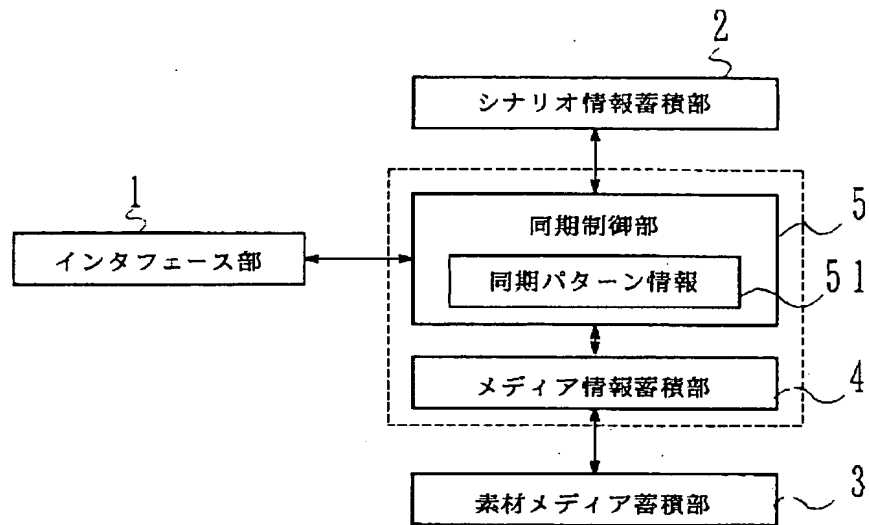 2
シナリオ情報蓄積部
1
インタフェース部
同期制御部
5
同期パターン情報
51
メディア情報蓄積部
4
素材メディア蓄積部
3